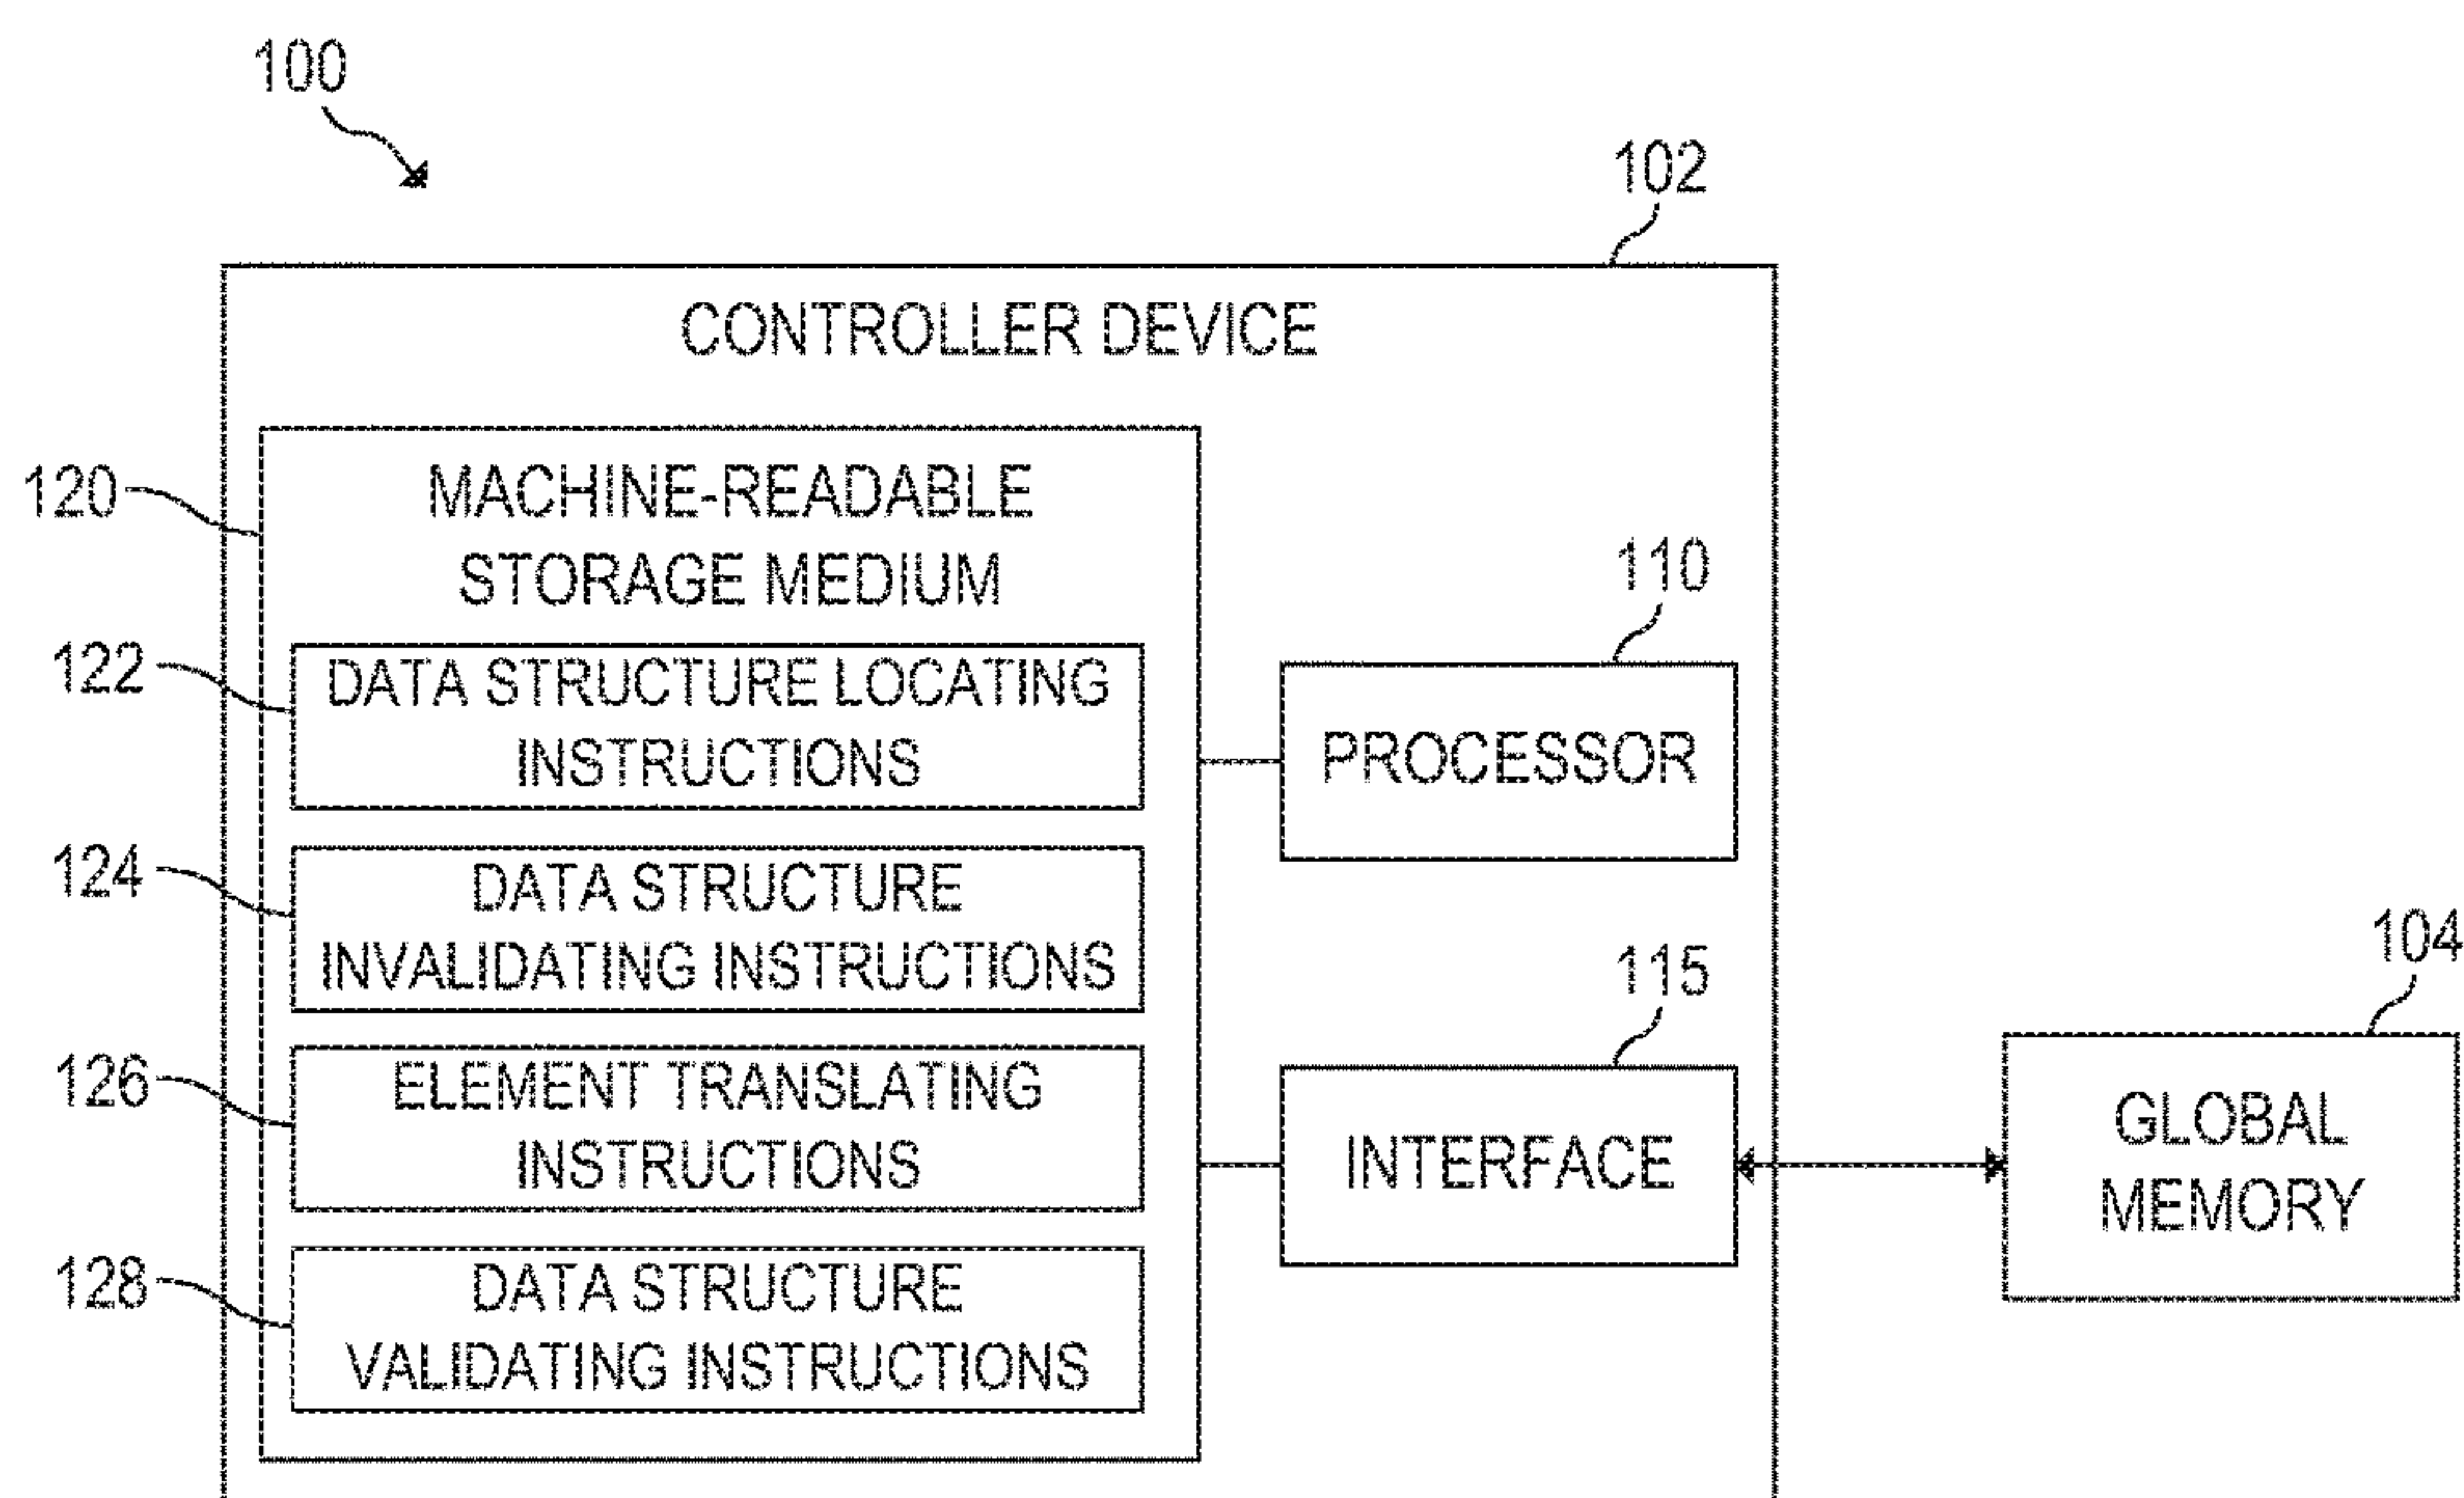 100
102
CONTROLLER DEVICE
120
MACHINE-READABLE
STORAGE MEDIUM
110
122
DATA STRUCTURE LOCATING
INSTRUCTIONS
PROCESSOR
124
DATA STRUCTURE
INVALIDATING INSTRUCTIONS
115
104
126
ELEMENT TRANSLATING
INSTRUCTIONS
INTERFACE
GLOBAL
MEMORY
128
DATA STRUCTURE
VALIDATING INSTRUCTIONS